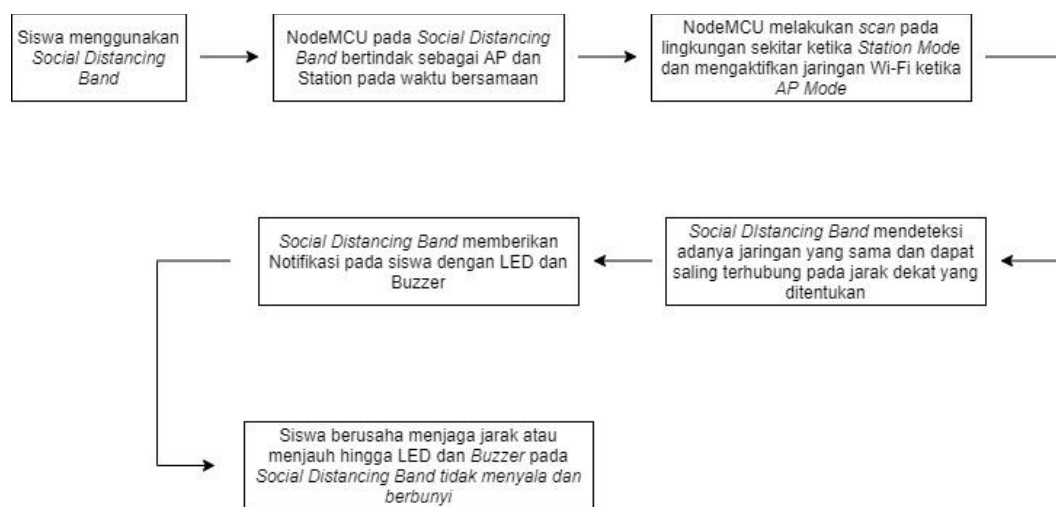 Siswa menggunakan
Social Distancing
Band
NodeMCU pada Social Distancing
Band bertindak sebagai AP dan
Station pada waktu bersamaan
NodeMCU melakukan scan pada
lingkungan sekitar ketika Station Mode
dan mengaktifkan jaringan Wi-Fi ketika
AP Mode
Social DIstancing Band mendeteksi
adanya jaringan yang sama dan dapat
saling terhubung pada jarak dekat yang
ditentukan
Social Distancing Band memberikan
Notifikasi pada siswa dengan LED dan
Buzzer
Siswa berusaha menjaga jarak atau
menjauh hingga LED dan Buzzer pada
Social Distancing Band tidak menyala dan
berbunyi